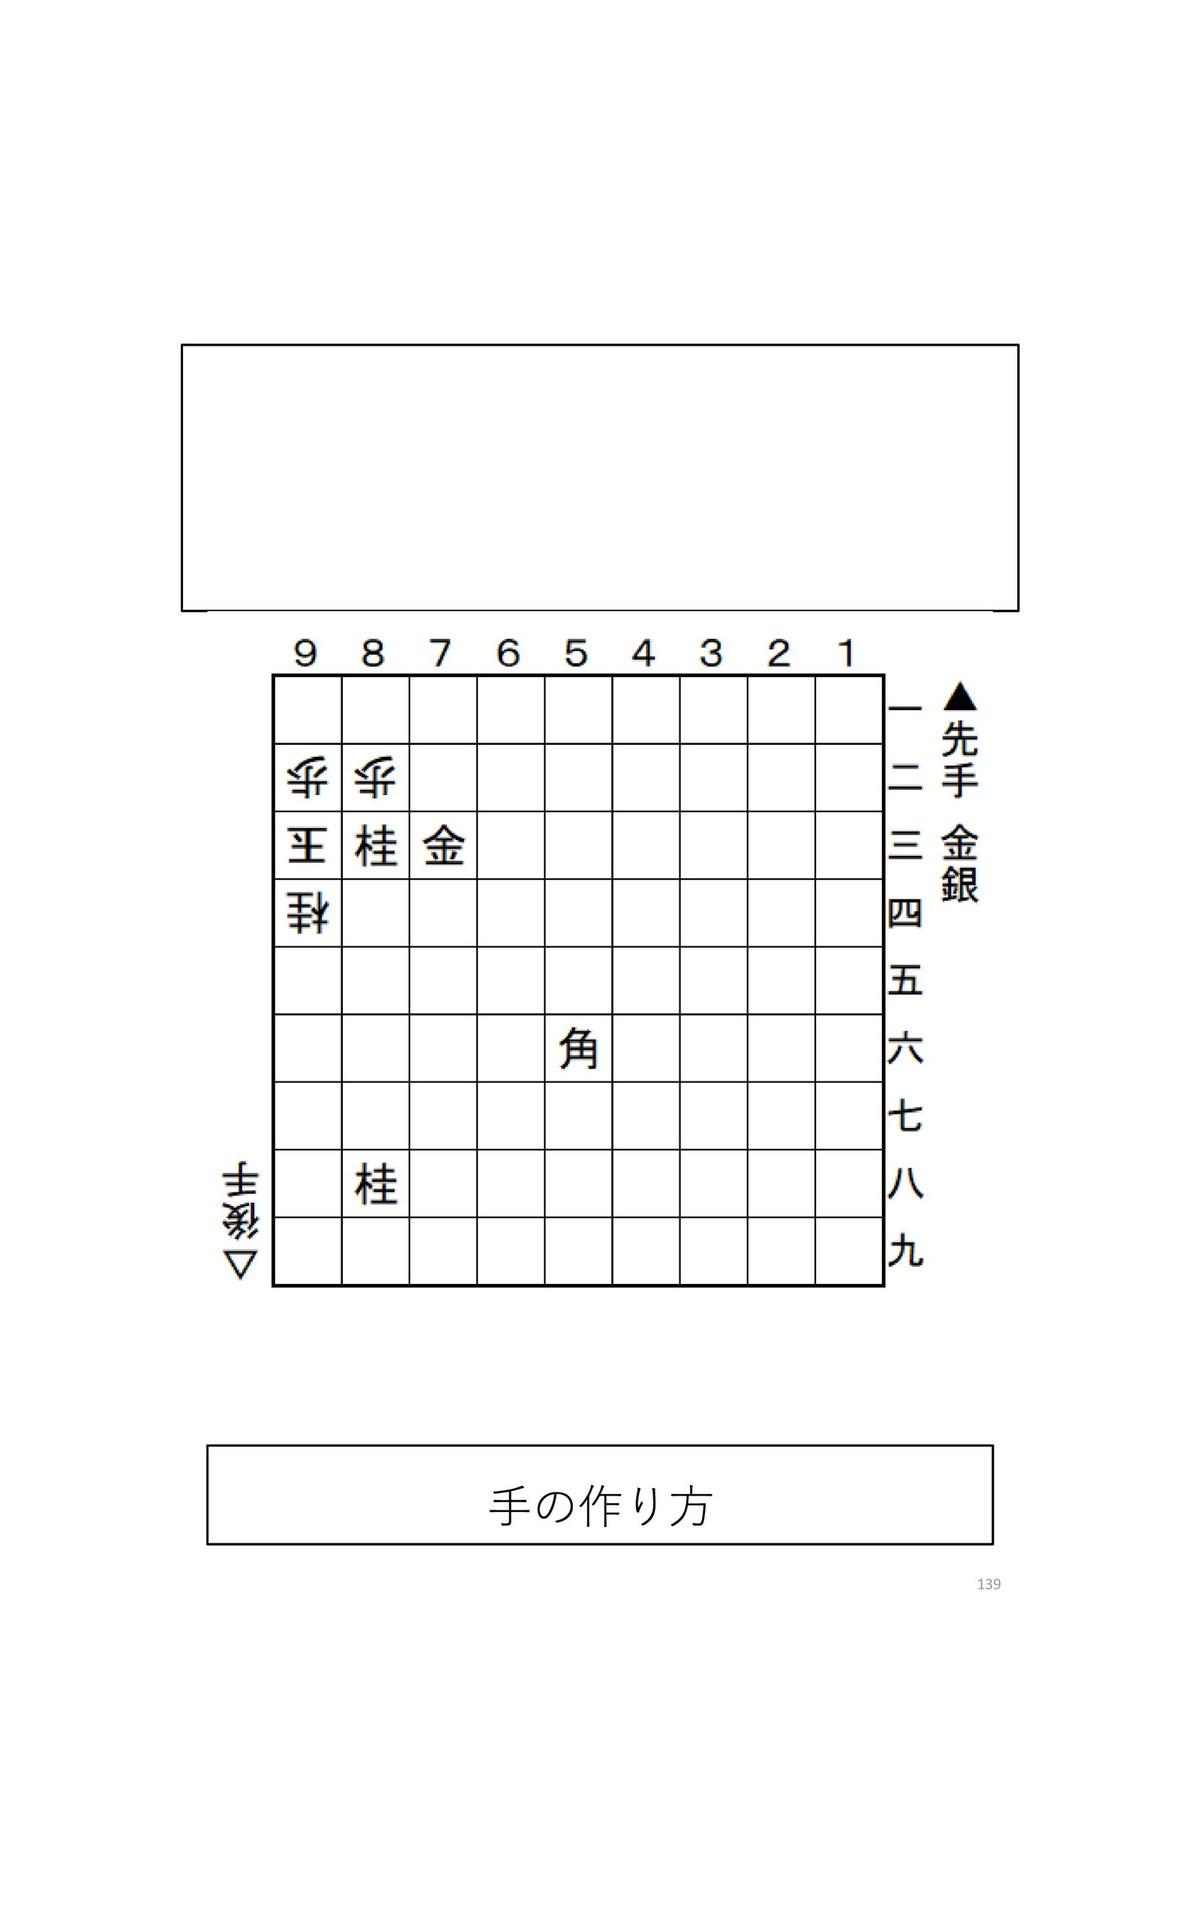 9 8 7 6 5 4 3 2 1
一
歩 歩 二
王 桂 金 三
桂 四
五
角 六
七
桂 八
九
▲先手 金銀
△後手
手の作り方
139